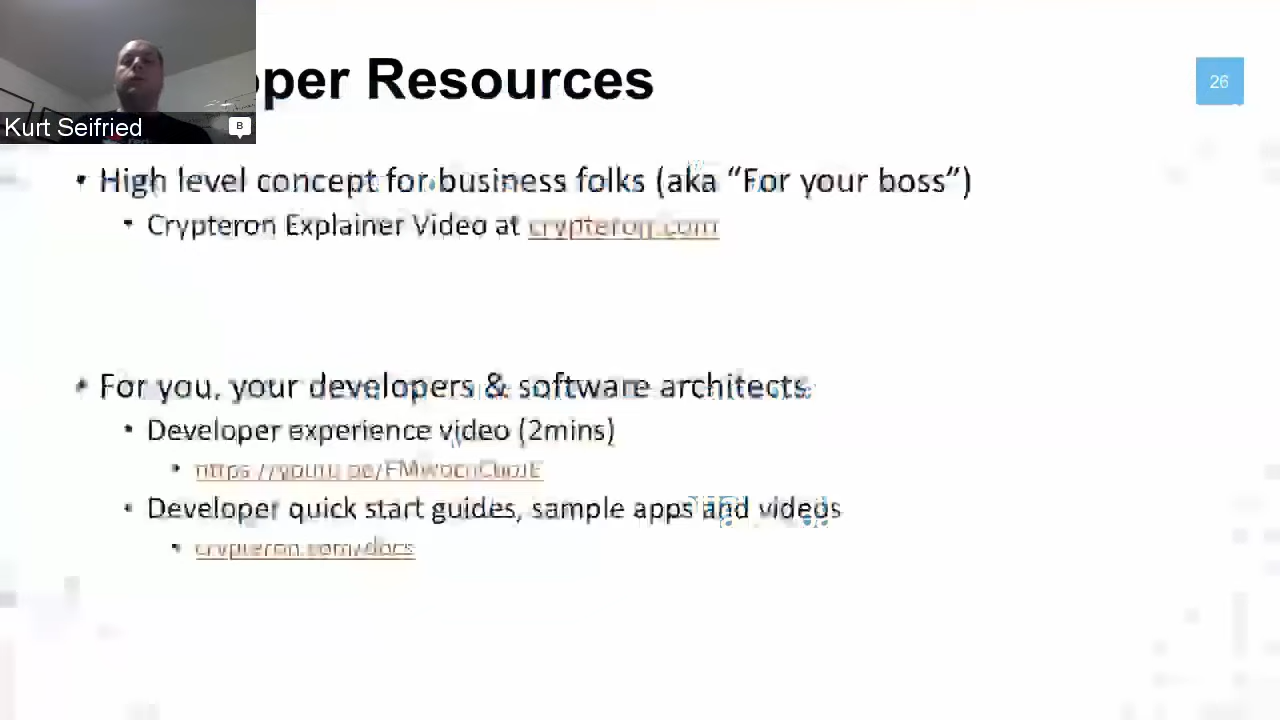 per Resources
26
Kurt Seifried
B
• High level concept for business folks (aka “For your boss”)
• Crypteron Explainer Video at crypteron.com
• For you, your developers & software architects
• Developer experience video (2mins)
• Developer quick start guides, sample apps and videos
• crypteron.com/docs